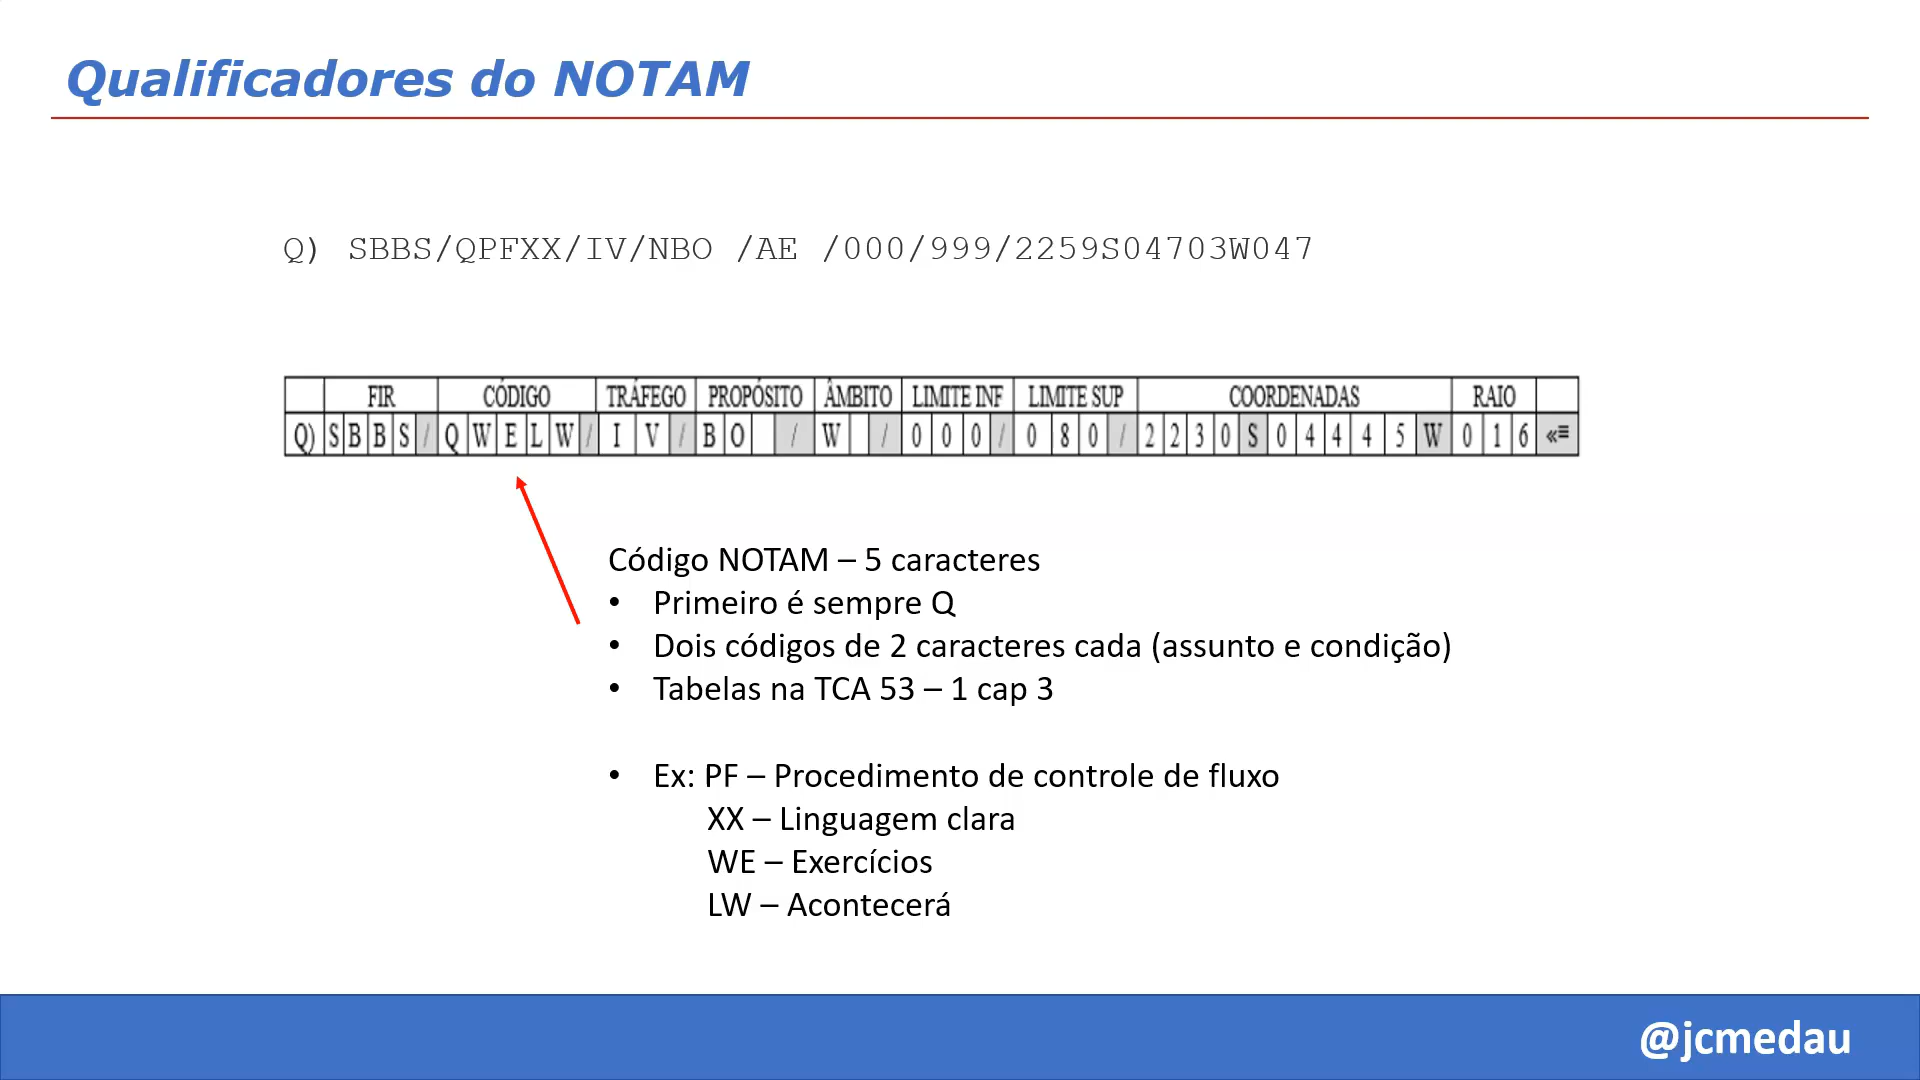 Qualificadores do NOTAM
Q) SBBS/QPFXX/IV/NBO /AE /000/999/2259S04703W047
FIR CÓDIGO TRÁFEGO PROPÓSITO ÂMBITO LIMITE INF LIMITE SUP COORDENADAS RAIO
Q) S B B S / Q W E L W / I V / B O / W / 0 0 0 / 0 8 0 / 2 2 3 0 S 0 4 4 4 5 W 0 1 6 «≡
Código NOTAM – 5 caracteres
• Primeiro é sempre Q
• Dois códigos de 2 caracteres cada (assunto e condição)
• Tabelas na TCA 53 – 1 cap 3
• Ex: PF – Procedimento de controle de fluxo
XX – Linguagem clara
WE – Exercícios
LW – Acontecerá
@jcmedau